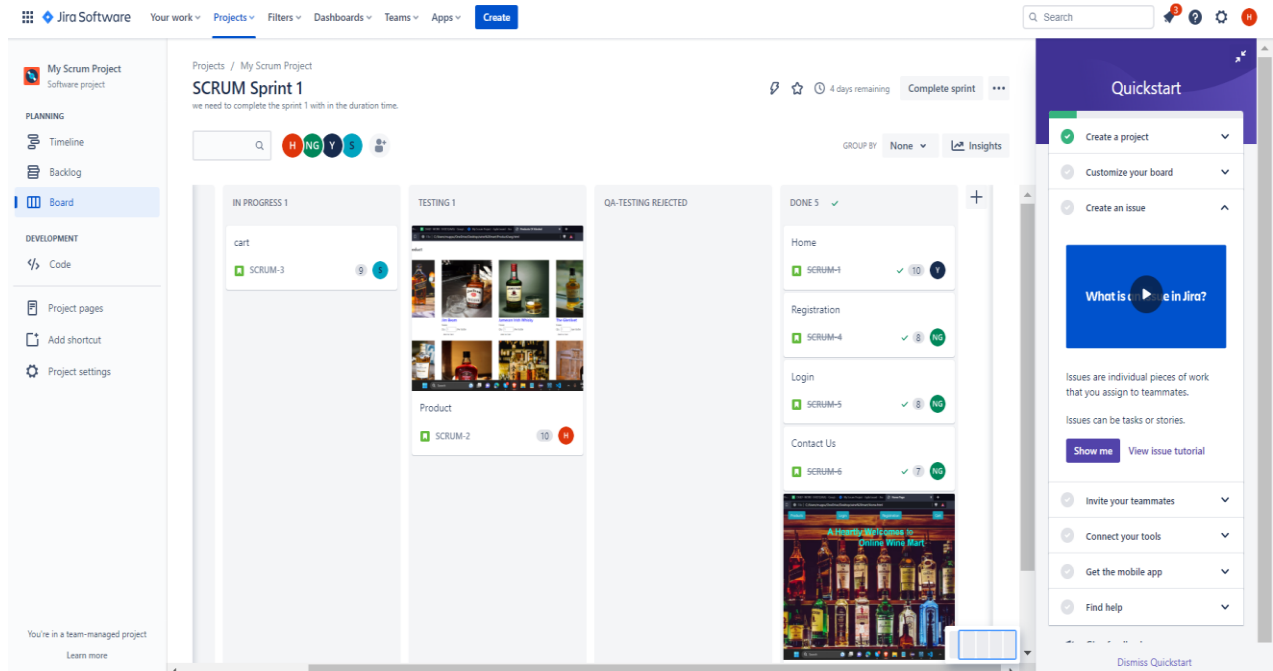 Jira Software
Your work
Projects
Filters
Dashboards
Teams
Apps
Create
Search
3
H
My Scrum Project
Software project
PLANNING
Timeline
Backlog
Board
DEVELOPMENT
Code
Project pages
Add shortcut
Project settings
You're in a team-managed project
Learn more
Projects / My Scrum Project
SCRUM Sprint 1
we need to complete the sprint 1 with in the duration time.
4 days remaining
Complete sprint
H NG Y S
GROUP BY None
Insights
IN PROGRESS 1
cart
SCRUM-3 9 S
TESTING 1
Product
SCRUM-2 10 H
QA-TESTING REJECTED
DONE 5
Home
SCRUM-1 10 Y
Registration
SCRUM-4 8 NG
Login
SCRUM-5 8 NG
Contact Us
SCRUM-6 7 NG
A Heartly Welcomes to
Online Wine Mart
Quickstart
Create a project
Customize your board
Create an issue
What is an issue in Jira?
Issues are individual pieces of work
that you assign to teammates.
Issues can be tasks or stories.
Show me
View issue tutorial
Invite your teammates
Connect your tools
Get the mobile app
Find help
Dismiss Quickstart